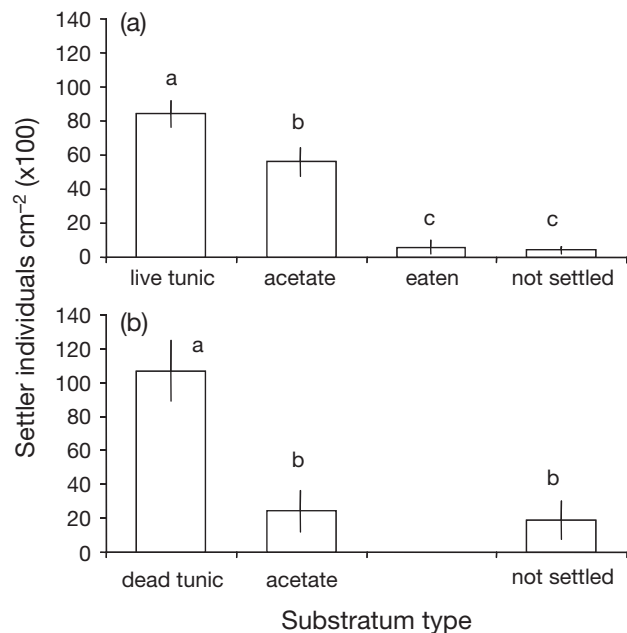 (a)
Settler individuals cm⁻² (x100)
140
120
100
80
60
40
20
0
a
b
c
c
live tunic acetate eaten not settled
(b)
140
120
100
80
60
40
20
0
a
b
b
dead tunic acetate not settled
Substratum type